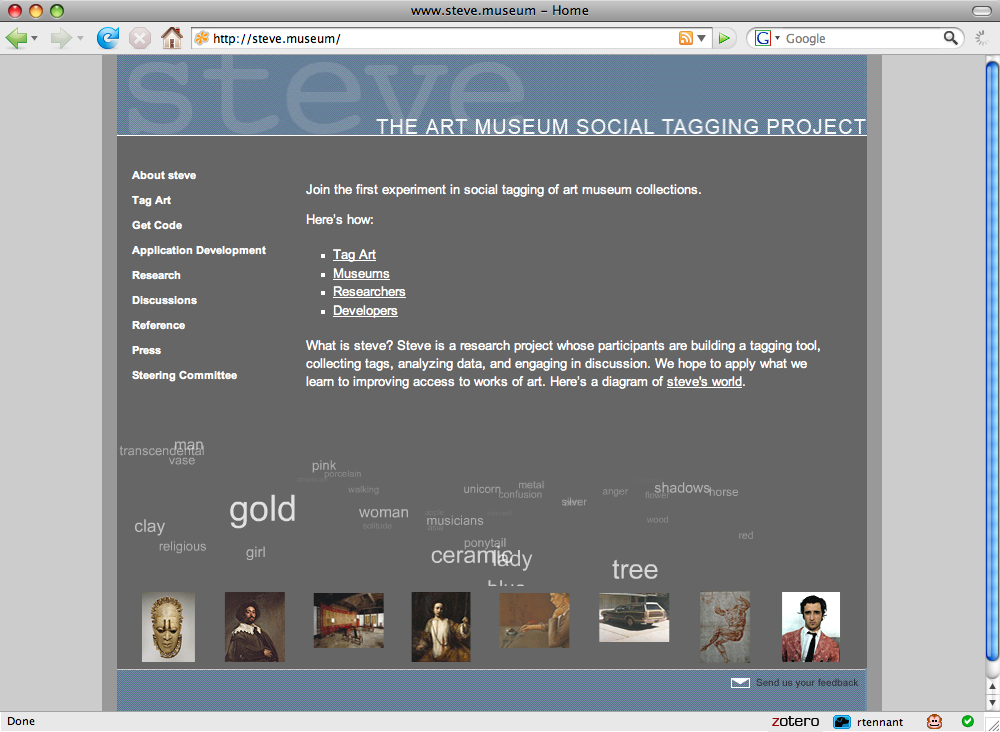 www.steve.museum – Home
http://steve.museum/
G Google
steve
THE ART MUSEUM SOCIAL TAGGING PROJECT
About steve
Tag Art
Get Code
Application Development
Research
Discussions
Reference
Press
Steering Committee
Join the first experiment in social tagging of art museum collections.
Here's how:
Tag Art
Museums
Researchers
Developers
What is steve? Steve is a research project whose participants are building a tagging tool,
collecting tags, analyzing data, and engaging in discussion. We hope to apply what we
learn to improving access to works of art. Here's a diagram of steve's world.
man
transcendental
vase
pink
porcelain
walking
unicorn
metal
confusion
silver
anger
flower
shadows
horse
gold
woman
solitude
musicians
clay
wood
religious
girl
ponytail
red
ceramic
lady
tree
blue
Send us your feedback
Done
zotero
rtennant